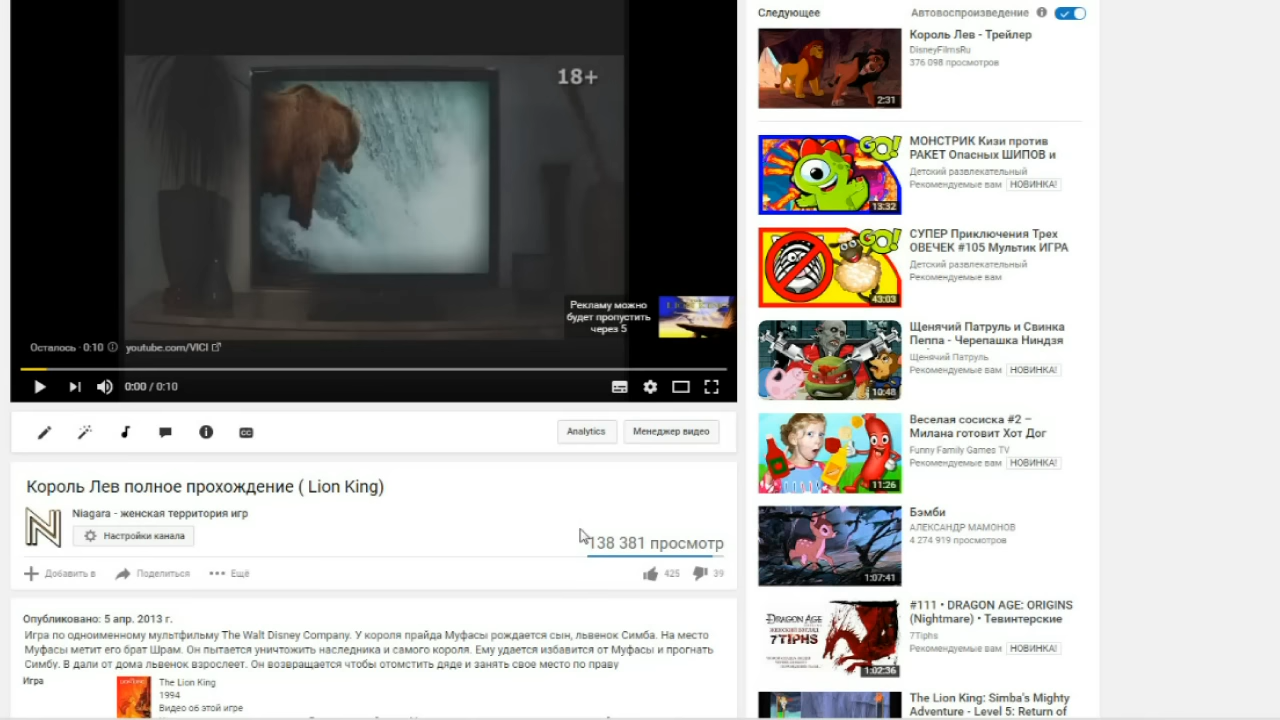 18+
Рекламу можно
будет пропустить
через 5
Осталось · 0:10
youtube.com/VICI
0:00 / 0:10
Analytics
Менеджер видео
Король Лев полное прохождение ( Lion King)
Niagara - женская территория игр
Настройки канала
138 381 просмотр
Добавить в
Поделиться
Ещё
425
39
Опубликовано: 5 апр. 2013 г.
Игра по одноименному мультфильму The Walt Disney Company. У короля прайда Муфасы рождается сын, львенок Симба. На место
Муфасы метит его брат Шрам. Он пытается уничтожить наследника и самого короля. Ему удается избавится от Муфасы и прогнать
Симбу. В дали от дома львенок взрослеет и возвращается чтобы отомстить дяде и занять свое место по праву
Игра
The Lion King
1994
Видео об этой игре
Следующее
Автовоспроизведение
Король Лев - Трейлер
DisneyFilmsRu
376 098 просмотров
2:31
МОНСТРИК Кизи против
РАКЕТ Опасных ШИПОВ и
Детский развлекательный
Рекомендуемые вам НОВИНКА!
GO!
13:32
СУПЕР Приключения Трех
ОВЕЧЕК #105 Мультик ИГРА
Детский развлекательный
Рекомендуемые вам
GO!
43:03
Щенячий Патруль и Свинка
Пеппа - Черепашка Ниндзя
Щенячий Патруль
Рекомендуемые вам НОВИНКА!
10:48
Веселая сосиска #2 –
Милана готовит Хот Дог
Funny Family Games TV
Рекомендуемые вам НОВИНКА!
11:26
Бэмби
АЛЕКСАНДР МАМОНОВ
4 274 919 просмотров
1:07:41
#111 • DRAGON AGE: ORIGINS
(Nightmare) • Тевинтерские
7Tiphs
Рекомендуемые вам НОВИНКА!
DRAGON AGE
ЖЕНСКИЙ ВЗГЛЯД
7TIPHS
1:02:36
The Lion King: Simba's Mighty
Adventure - Level 5: Return of